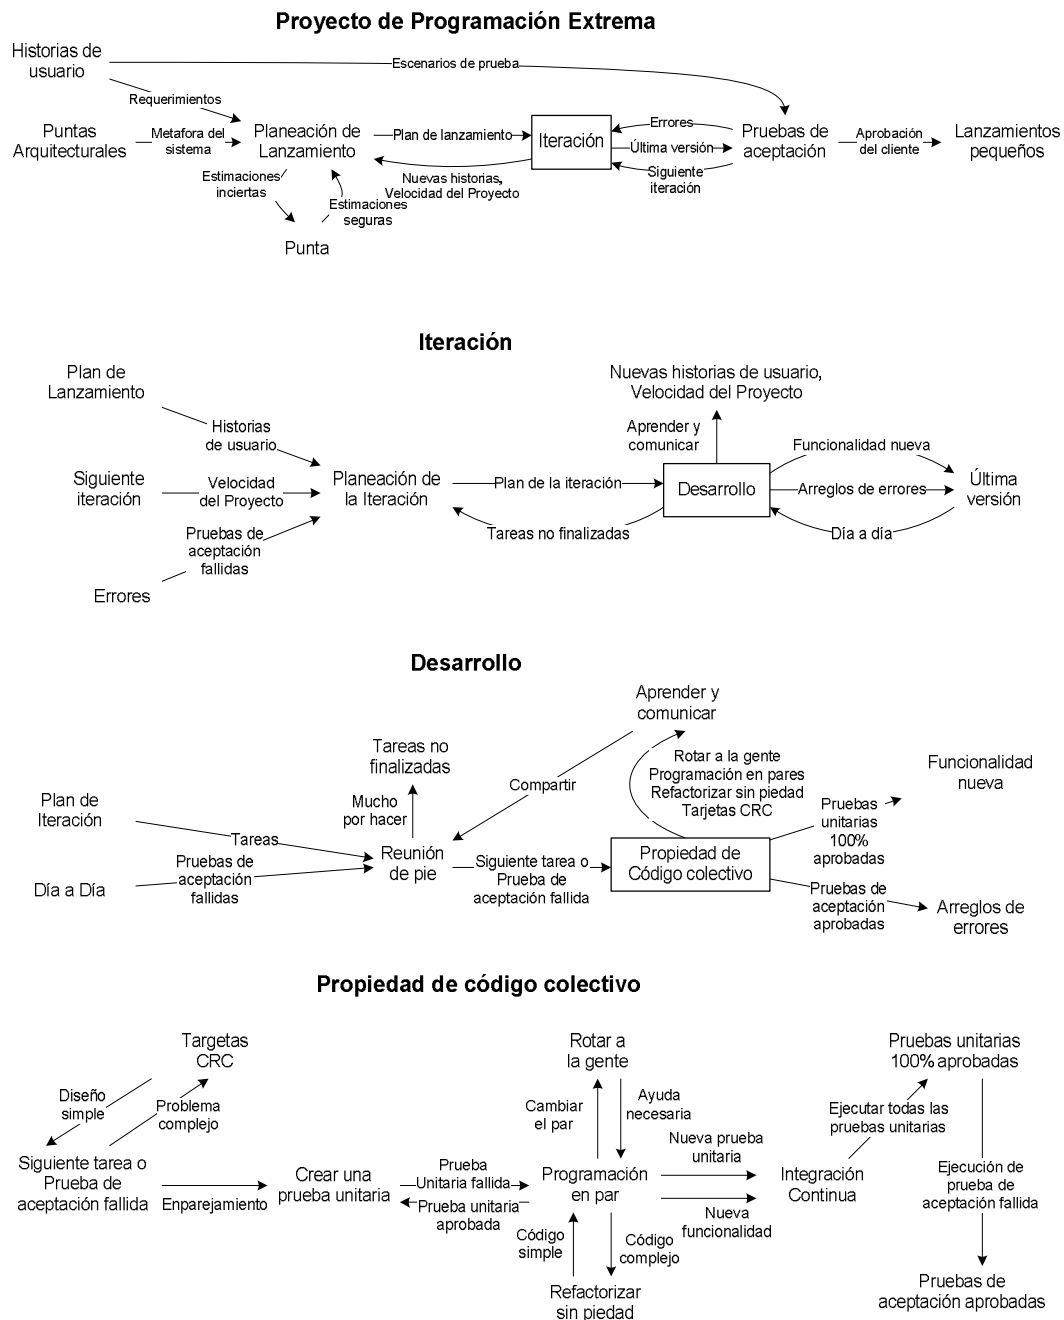 Proyecto de Programación Extrema
Historias de
usuario
Escenarios de prueba
Requerimientos
Puntas
Arquitecturales
Metafora del
sistema
Planeación de
Lanzamiento
Plan de lanzamiento
Iteración
Errores
Última versión
Siguiente
iteración
Pruebas de
aceptación
Aprobación
del cliente
Lanzamientos
pequeños
Estimaciones
inciertas
Nuevas historias,
Velocidad del Proyecto
Estimaciones
seguras
Punta
Iteración
Plan de
Lanzamiento
Historias
de usuario
Siguiente
iteración
Velocidad
del Proyecto
Pruebas de
aceptación
fallidas
Errores
Planeación de
la Iteración
Plan de la iteración
Tareas no finalizadas
Nuevas historias de usuario,
Velocidad del Proyecto
Aprender y
comunicar
Desarrollo
Funcionalidad nueva
Arreglos de errores
Día a día
Última
versión
Desarrollo
Plan de
Iteración
Tareas
Día a Día
Pruebas de
aceptación
fallidas
Tareas no
finalizadas
Mucho
por hacer
Reunión
de pie
Aprender y
comunicar
Compartir
Siguiente tarea o
Prueba de
aceptación fallida
Rotar a la gente
Programación en pares
Refactorizar sin piedad
Tarjetas CRC
Propiedad de
Código colectivo
Pruebas
unitarias
100%
aprobadas
Funcionalidad
nueva
Pruebas de
aceptación
aprobadas
Arreglos de
errores
Propiedad de código colectivo
Targetas
CRC
Diseño
simple
Problema
complejo
Siguiente tarea o
Prueba de
aceptación fallida
Enparejamiento
Crear una
prueba unitaria
Prueba
Unitaria fallida
Prueba unitaria
aprobada
Rotar a
la gente
Cambiar
el par
Ayuda
necesaria
Programación
en par
Código
simple
Código
complejo
Refactorizar
sin piedad
Nueva prueba
unitaria
Nueva
funcionalidad
Integración
Continua
Ejecutar todas las
pruebas unitarias
Pruebas unitarias
100% aprobadas
Ejecución de
prueba de
aceptación fallida
Pruebas de
aceptación aprobadas